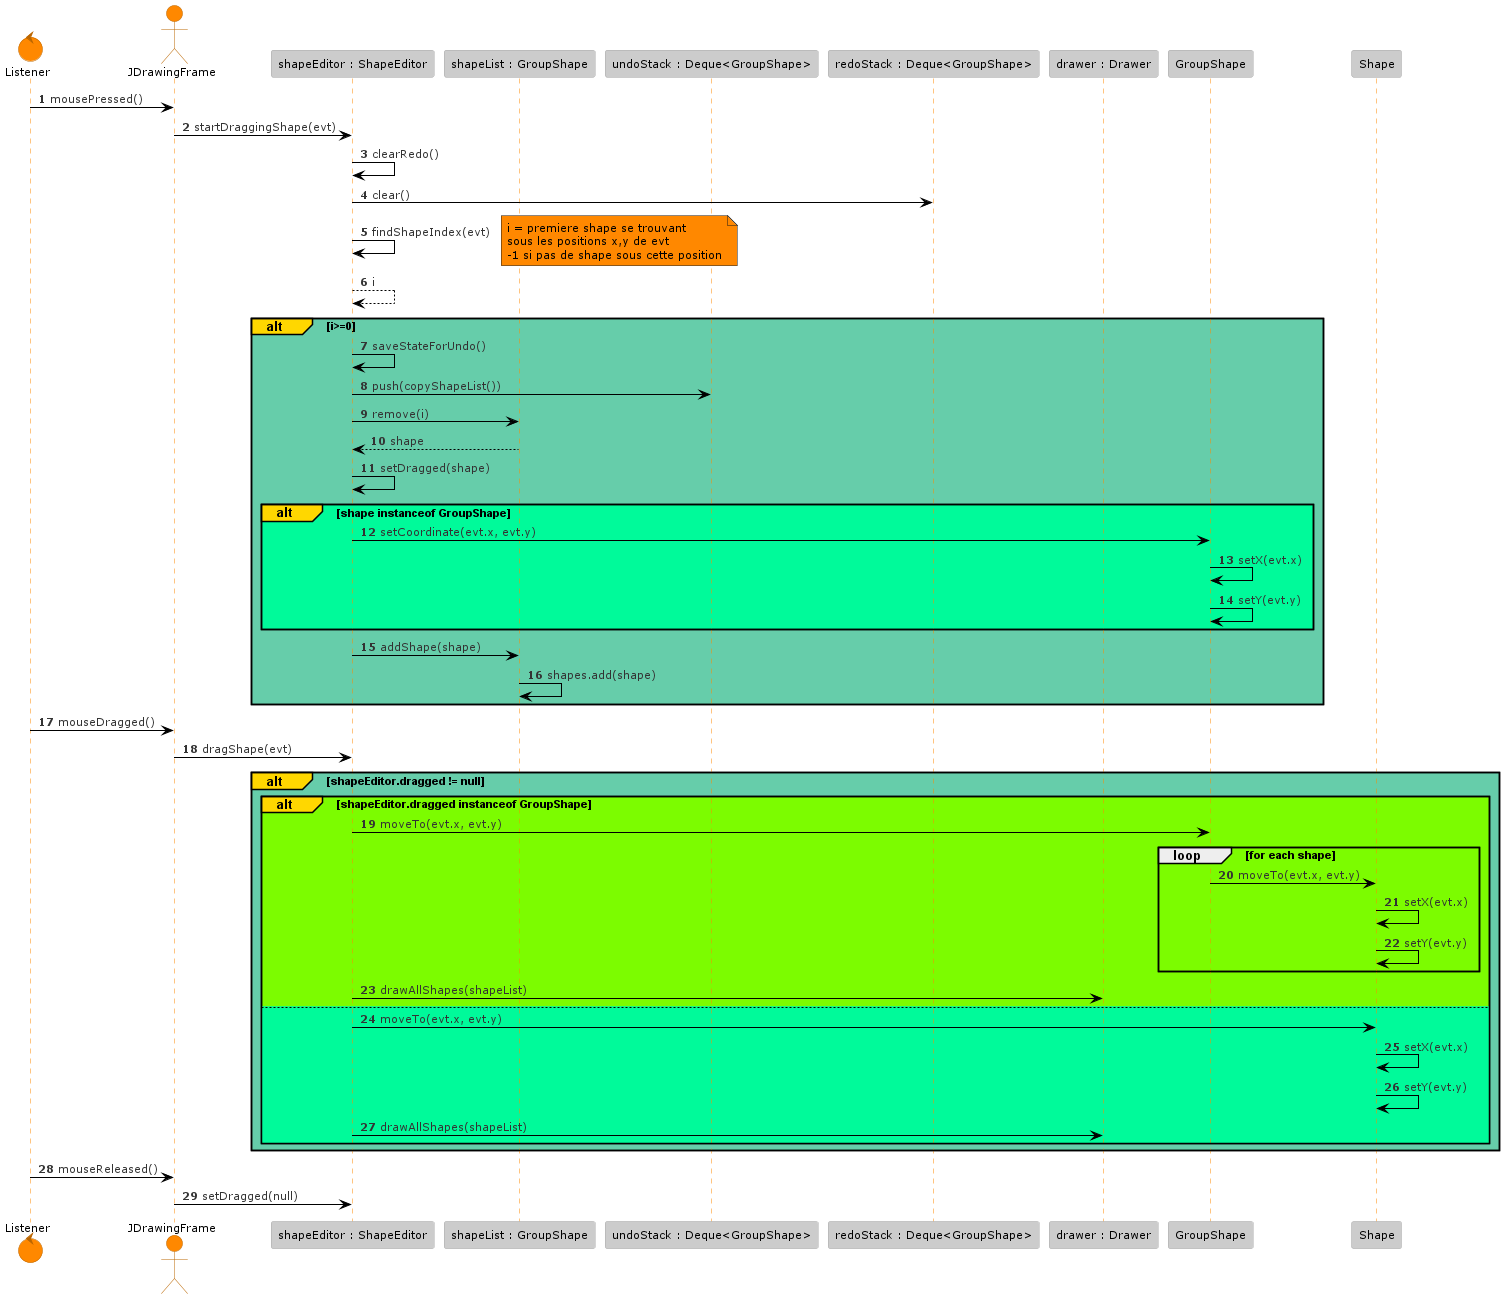 Listener
JDrawingFrame
shapeEditor : ShapeEditor
shapeList : GroupShape
undoStack : Deque<GroupShape>
redoStack : Deque<GroupShape>
drawer : Drawer
GroupShape
Shape
1 mousePressed()
2 startDraggingShape(evt)
3 clearRedo()
4 clear()
5 findShapeIndex(evt)
i = premiere shape se trouvant
sous les positions x,y de evt
-1 si pas de shape sous cette position
6 i
alt [i>=0]
7 saveStateForUndo()
8 push(copyShapeList())
9 remove(i)
10 shape
11 setDragged(shape)
alt [shape instanceof GroupShape]
12 setCoordinate(evt.x, evt.y)
13 setX(evt.x)
14 setY(evt.y)
15 addShape(shape)
16 shapes.add(shape)
17 mouseDragged()
18 dragShape(evt)
alt [shapeEditor.dragged != null]
alt [shapeEditor.dragged instanceof GroupShape]
19 moveTo(evt.x, evt.y)
loop [for each shape]
20 moveTo(evt.x, evt.y)
21 setX(evt.x)
22 setY(evt.y)
23 drawAllShapes(shapeList)
24 moveTo(evt.x, evt.y)
25 setX(evt.x)
26 setY(evt.y)
27 drawAllShapes(shapeList)
28 mouseReleased()
29 setDragged(null)
Listener
JDrawingFrame
shapeEditor : ShapeEditor
shapeList : GroupShape
undoStack : Deque<GroupShape>
redoStack : Deque<GroupShape>
drawer : Drawer
GroupShape
Shape